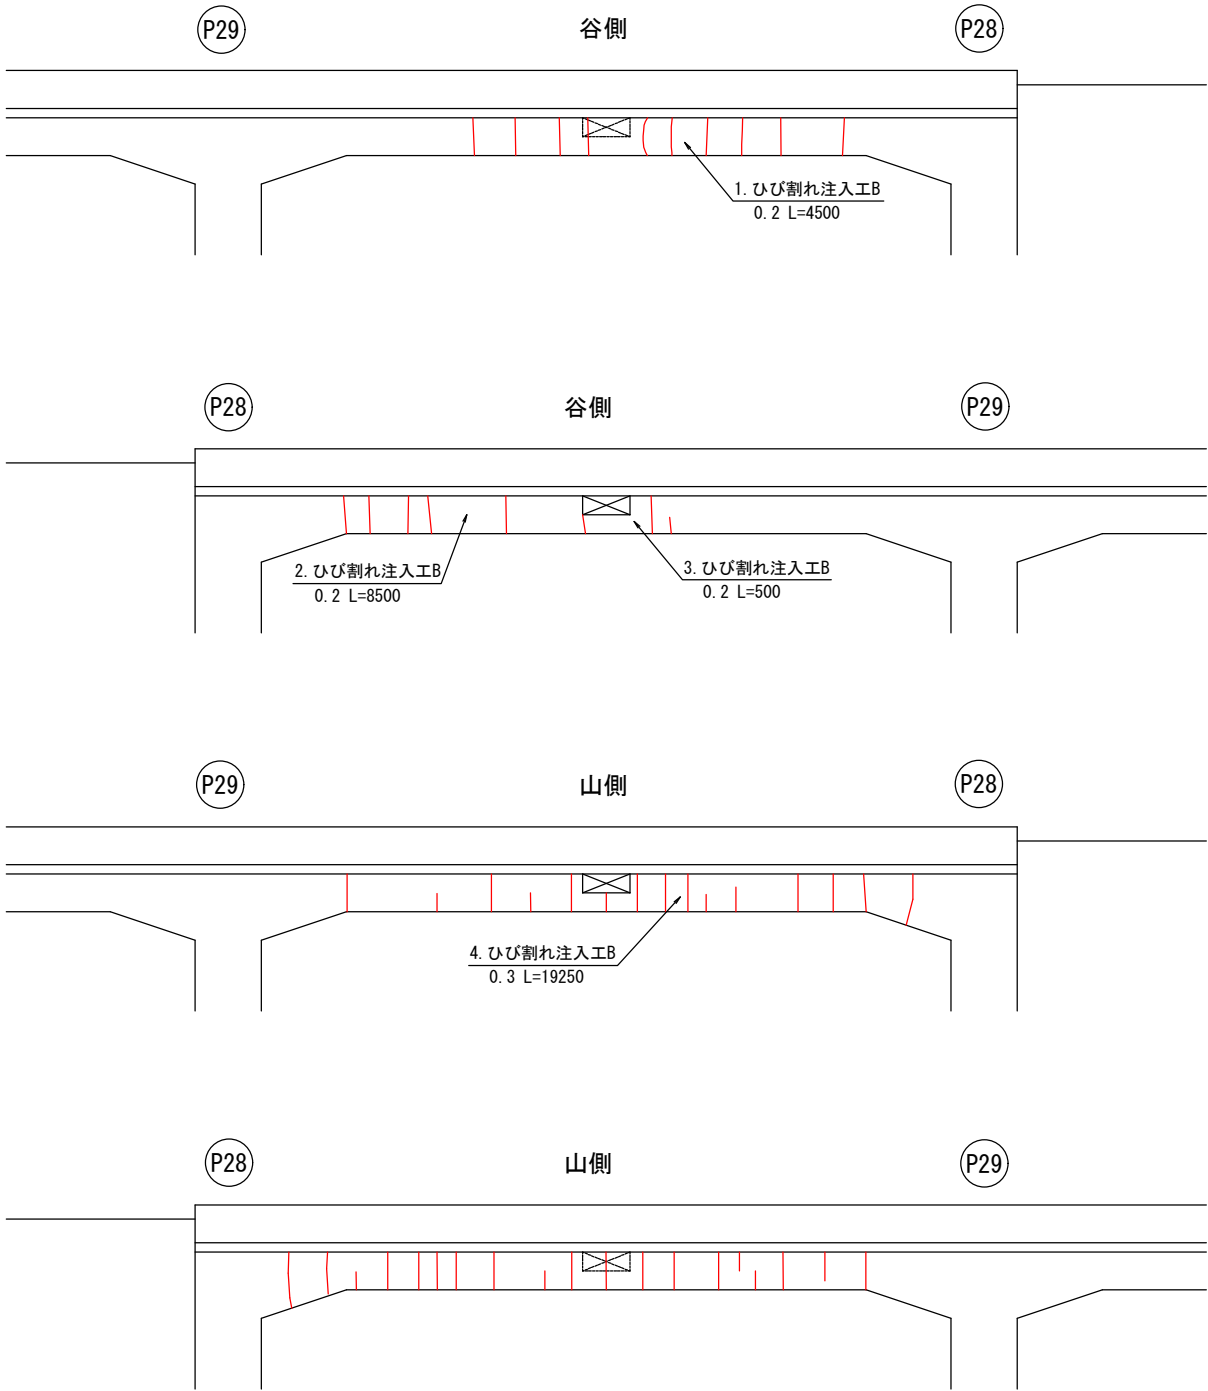 P29 谷側 P28
1. ひび割れ注入工B
0.2 L=4500
P28 谷側 P29
2. ひび割れ注入工B
0.2 L=8500
3. ひび割れ注入工B
0.2 L=500
P29 山側 P28
4. ひび割れ注入工B
0.3 L=19250
P28 山側 P29